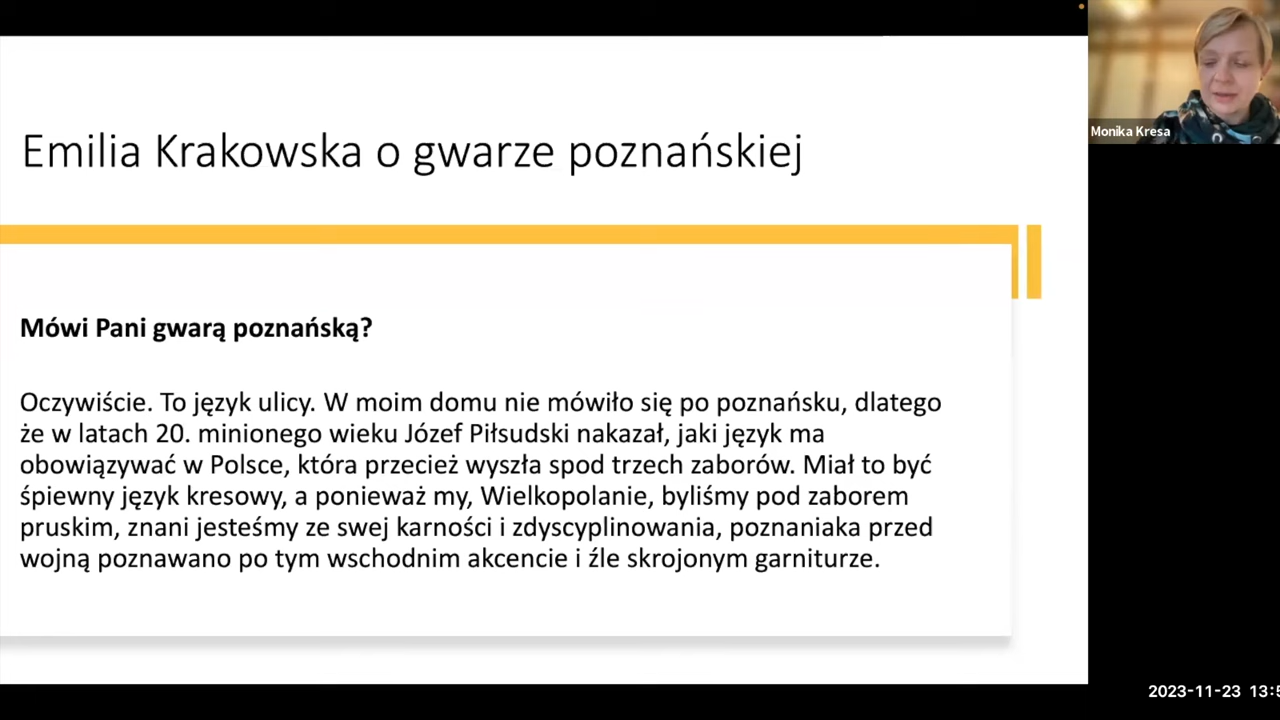 Emilia Krakowska o gwarze poznańskiej
Mówi Pani gwarą poznańską?
Oczywiście. To język ulicy. W moim domu nie mówiło się po poznańsku, dlatego
że w latach 20. minionego wieku Józef Piłsudski nakazał, jaki język ma
obowiązywać w Polsce, która przecież wyszła spod trzech zaborów. Miał to być
śpiewny język kresowy, a ponieważ my, Wielkopolanie, byliśmy pod zaborem
pruskim, znani jesteśmy ze swej karności i zdyscyplinowania, poznaniaka przed
wojną poznawano po tym wschodnim akcencie i źle skrojonym garniturze.
Monika Kresa
2023-11-23 13:5